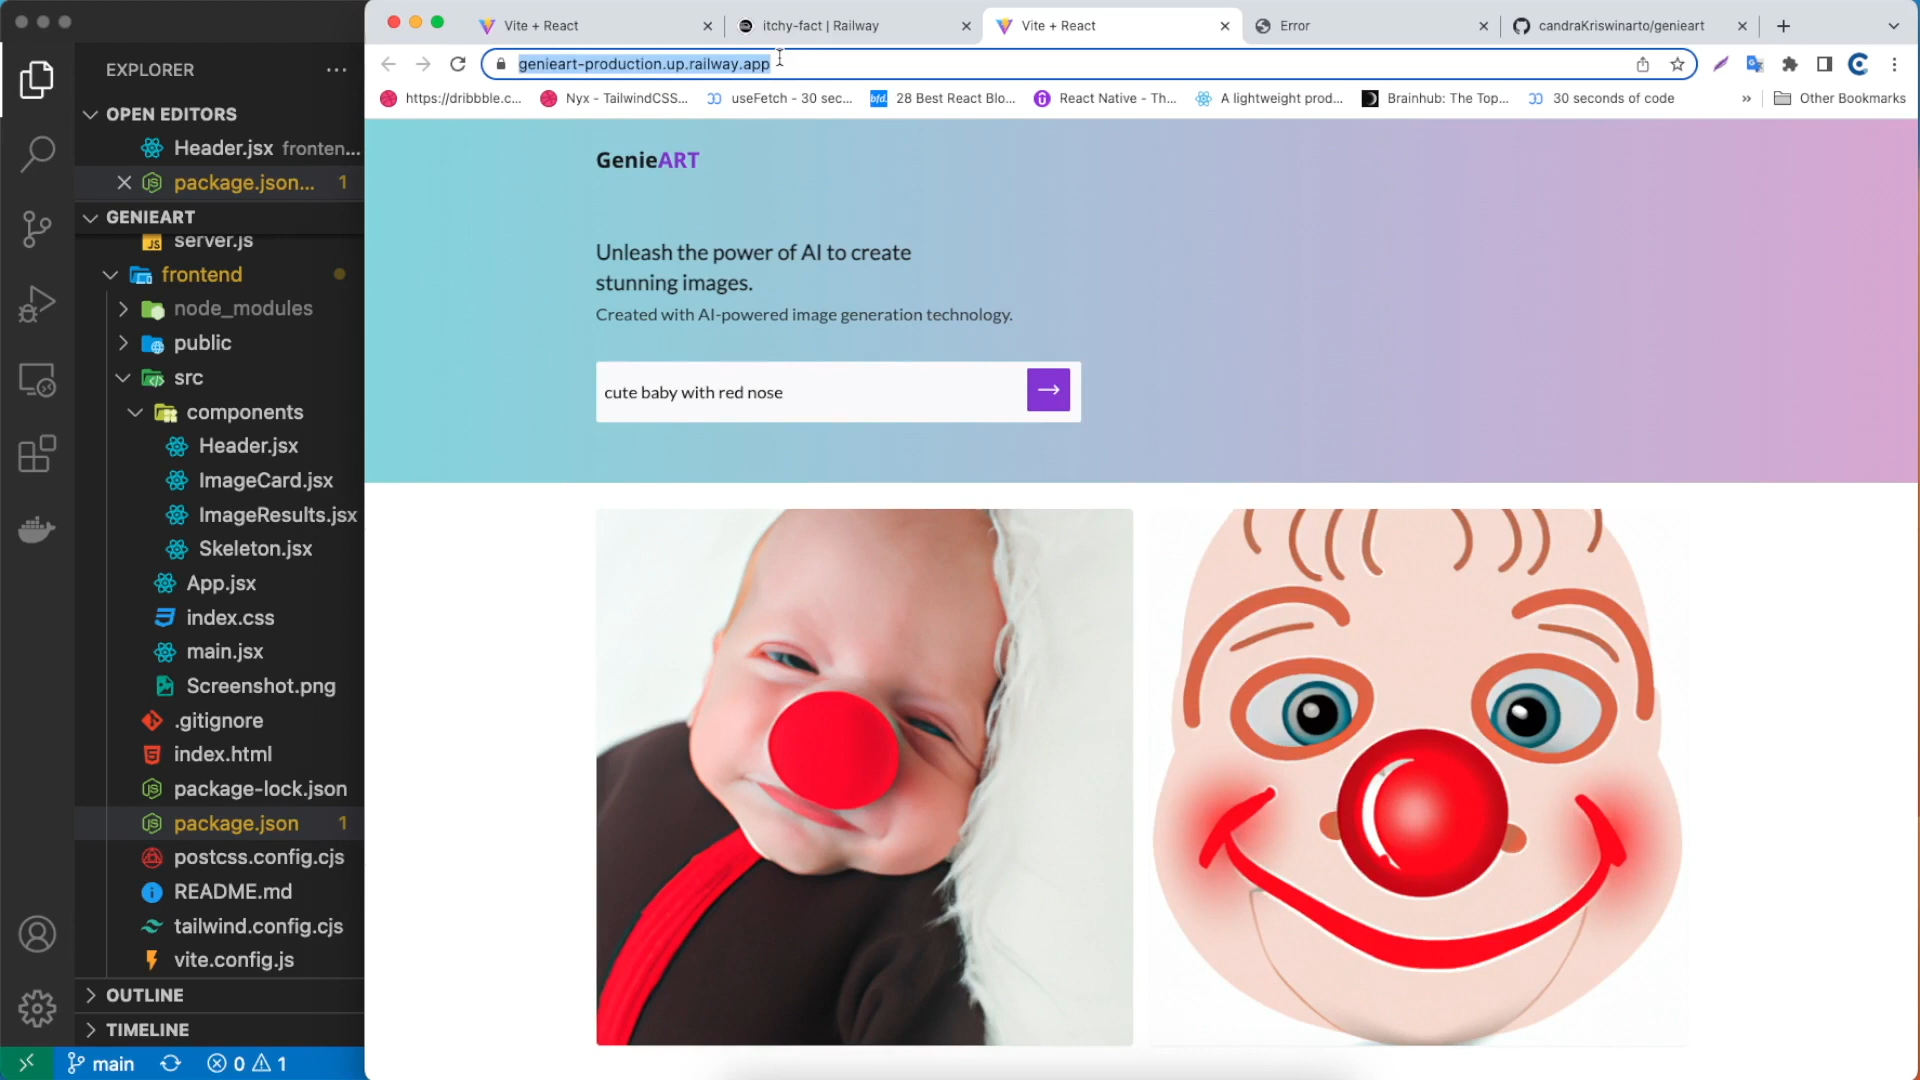 EXPLORER
OPEN EDITORS
Header.jsx fronten...
package.json... 1
GENIEART
server.js
frontend
node_modules
public
src
components
Header.jsx
ImageCard.jsx
ImageResults.jsx
Skeleton.jsx
App.jsx
index.css
main.jsx
Screenshot.png
.gitignore
index.html
package-lock.json
package.json 1
postcss.config.cjs
README.md
tailwind.config.cjs
vite.config.js
OUTLINE
TIMELINE
main 0 1
Vite + React
itchy-fact | Railway
Vite + React
Error
candraKriswinarto/genieart
genieart-production.up.railway.app
https://dribbble.c...
Nyx - TailwindCSS...
useFetch - 30 sec...
28 Best React Blo...
React Native - Th...
A lightweight prod...
Brainhub: The Top...
30 seconds of code
»
Other Bookmarks
GenieART
Unleash the power of AI to create
stunning images.
Created with AI-powered image generation technology.
cute baby with red nose